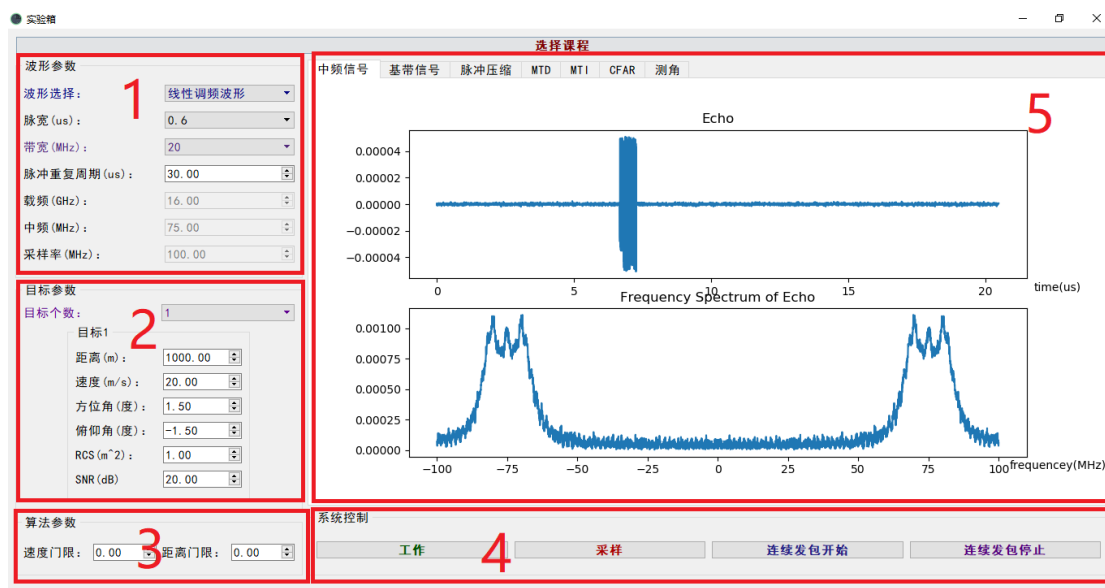 实验箱
选择课程
波形参数
1
波形选择: 线性调频波形
脉宽(us): 0.6
带宽(MHz): 20
脉冲重复周期(us): 30.00
载频(GHz): 16.00
中频(MHz): 75.00
采样率(MHz): 100.00
目标参数
2
目标个数: 1
目标1
距离(m): 1000.00
速度(m/s): 20.00
方位角(度): 1.50
俯仰角(度): -1.50
RCS(m^2): 1.00
SNR(dB) 20.00
算法参数
3
速度门限: 0.00 距离门限: 0.00
中频信号 基带信号 脉冲压缩 MTD MTI CFAR 测角
5
Echo
0.00004
0.00002
0.00000
−0.00002
−0.00004
0 5 10 15 20 time(us)
Frequency Spectrum of Echo
0.00100
0.00075
0.00050
0.00025
0.00000
−100 −75 −50 −25 0 25 50 75 100 frequencey(MHz)
系统控制
4
工作 采样 连续发包开始 连续发包停止